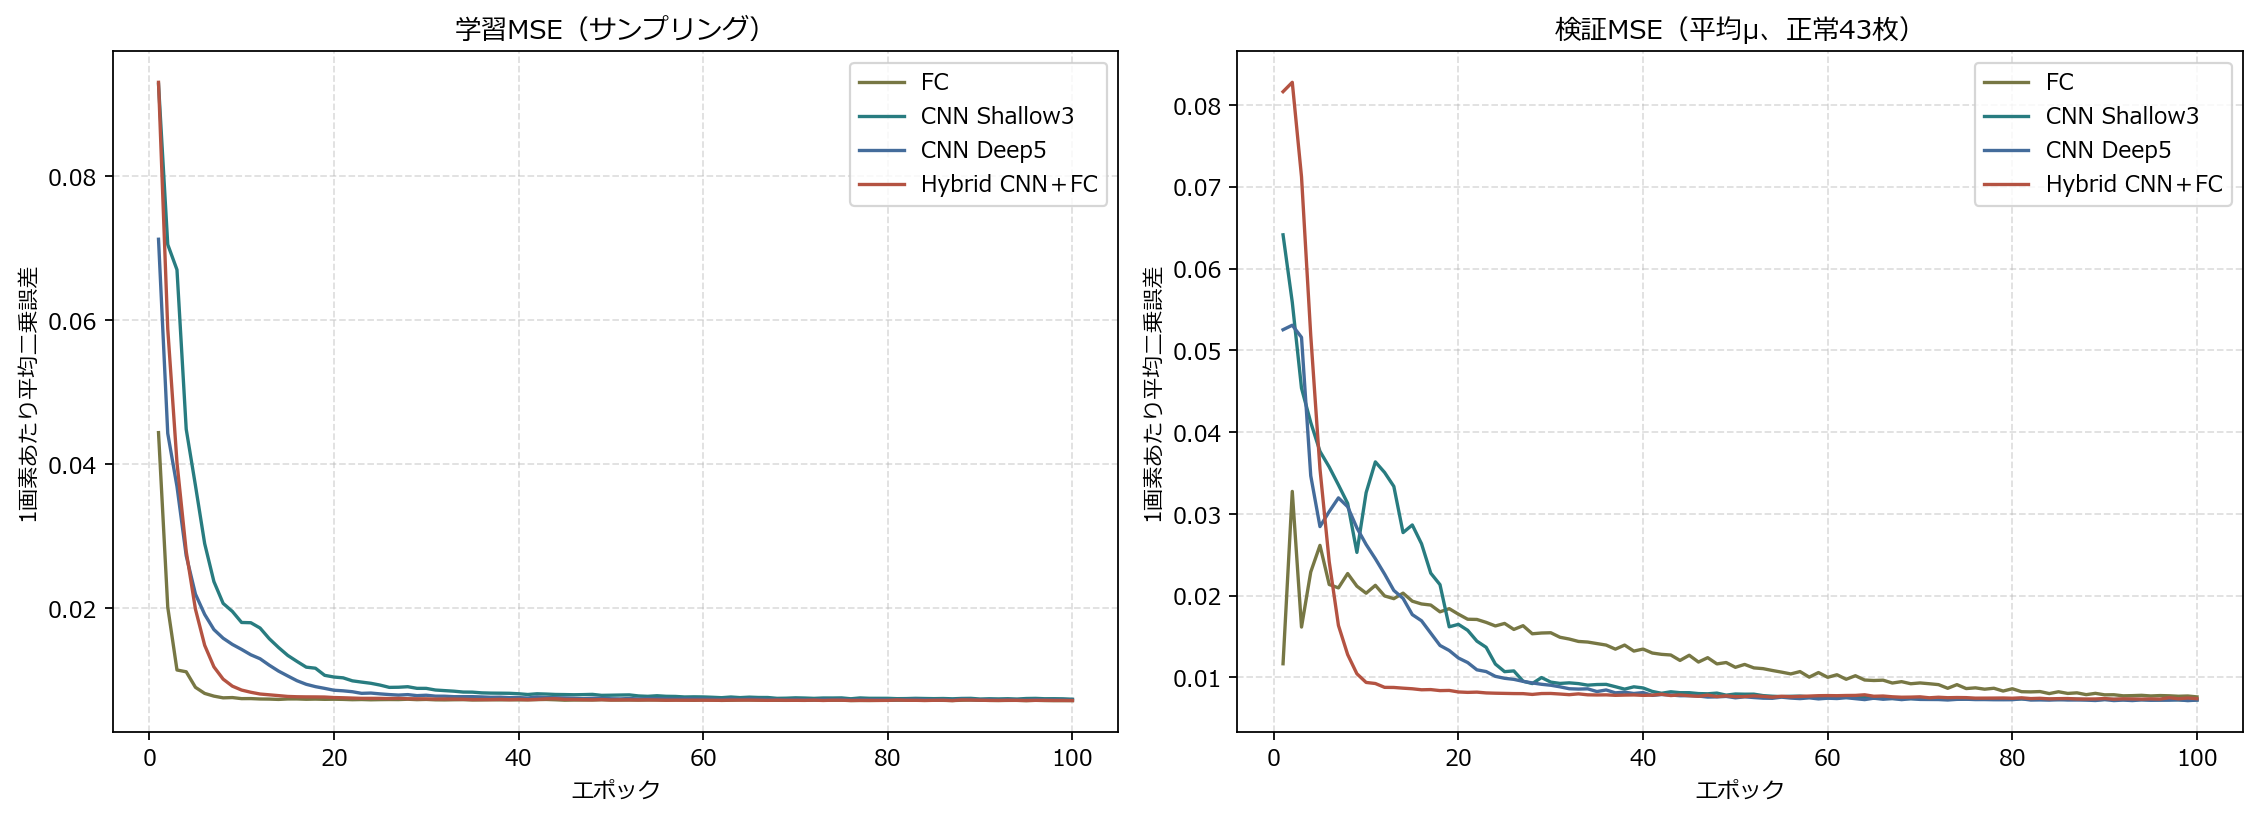 学習MSE（サンプリング）
1画素あたり平均二乗誤差
0.08
0.06
0.04
0.02
0
20
40
60
80
100
エポック
FC
CNN Shallow3
CNN Deep5
Hybrid CNN＋FC
検証MSE（平均μ、正常43枚）
1画素あたり平均二乗誤差
0.08
0.07
0.06
0.05
0.04
0.03
0.02
0.01
0
20
40
60
80
100
エポック
FC
CNN Shallow3
CNN Deep5
Hybrid CNN＋FC